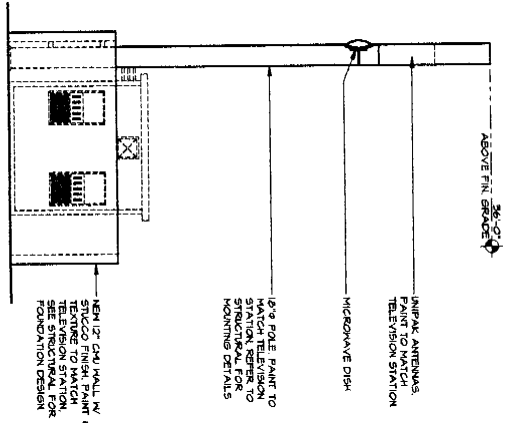 36'-0"
ABOVE FIN. GRADE
UNIPAK ANTENNAS,
PAINT TO MATCH
TELEVISION STATION
MICROWAVE DISH
18"φ POLE. PAINT TO
MATCH TELEVISION
STATION. REFER TO
STRUCTURAL FOR
MOUNTING DETAILS
NEW 12" CMU WALL W/
STUCCO FINISH. PAINT &
TEXTURE TO MATCH
TELEVISION STATION,
SEE STRUCTURAL FOR
FOUNDATION DESIGN